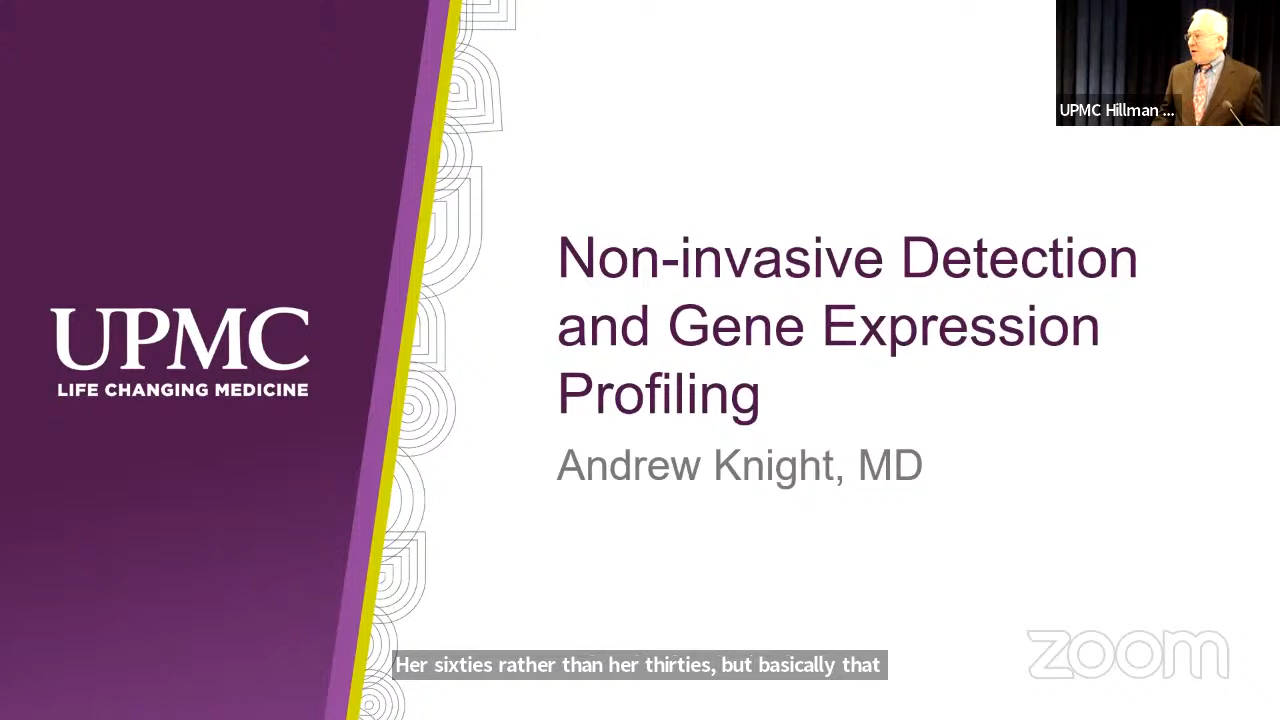 UPMC Hillman ...
Non-invasive Detection
and Gene Expression
Profiling
Andrew Knight, MD
UPMC
LIFE CHANGING MEDICINE
Her sixties rather than her thirties, but basically that
zoom